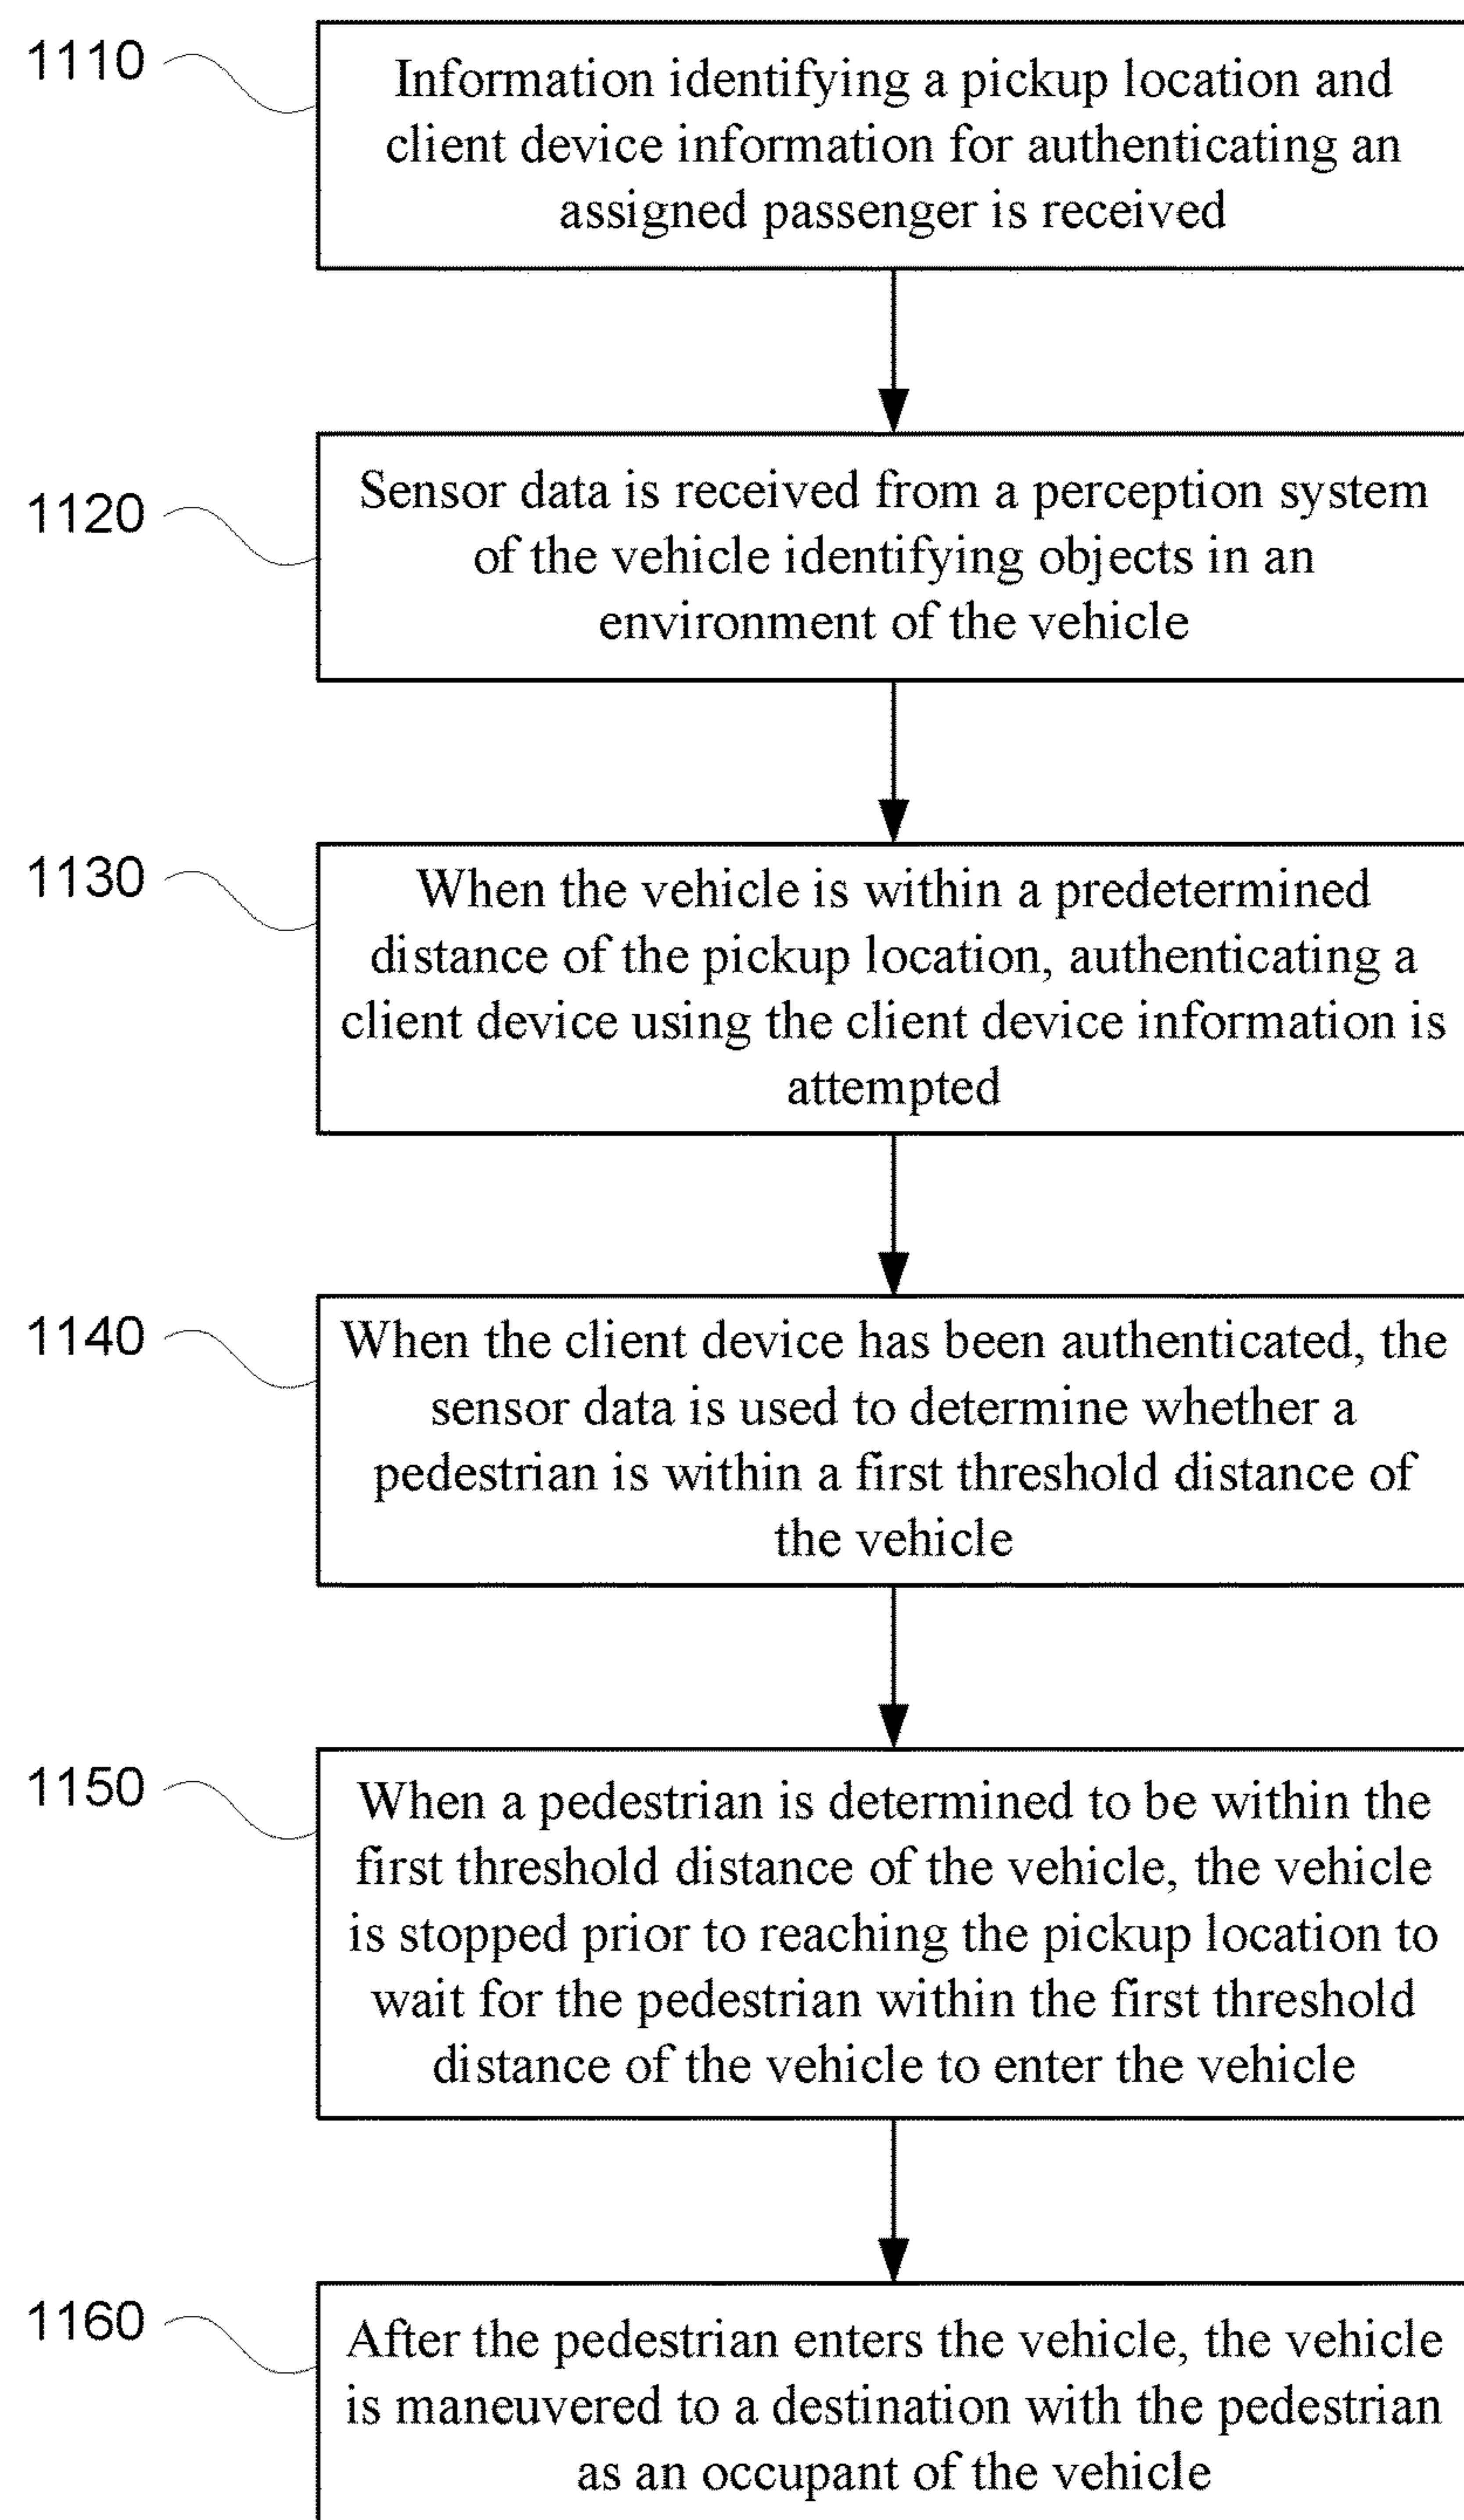 1110
Information identifying a pickup location and
client device information for authenticating an
assigned passenger is received
1120
Sensor data is received from a perception system
of the vehicle identifying objects in an
environment of the vehicle
1130
When the vehicle is within a predetermined
distance of the pickup location, authenticating a
client device using the client device information is
attempted
1140
When the client device has been authenticated, the
sensor data is used to determine whether a
pedestrian is within a first threshold distance of
the vehicle
1150
When a pedestrian is determined to be within the
first threshold distance of the vehicle, the vehicle
is stopped prior to reaching the pickup location to
wait for the pedestrian within the first threshold
distance of the vehicle to enter the vehicle
1160
After the pedestrian enters the vehicle, the vehicle
is maneuvered to a destination with the pedestrian
as an occupant of the vehicle